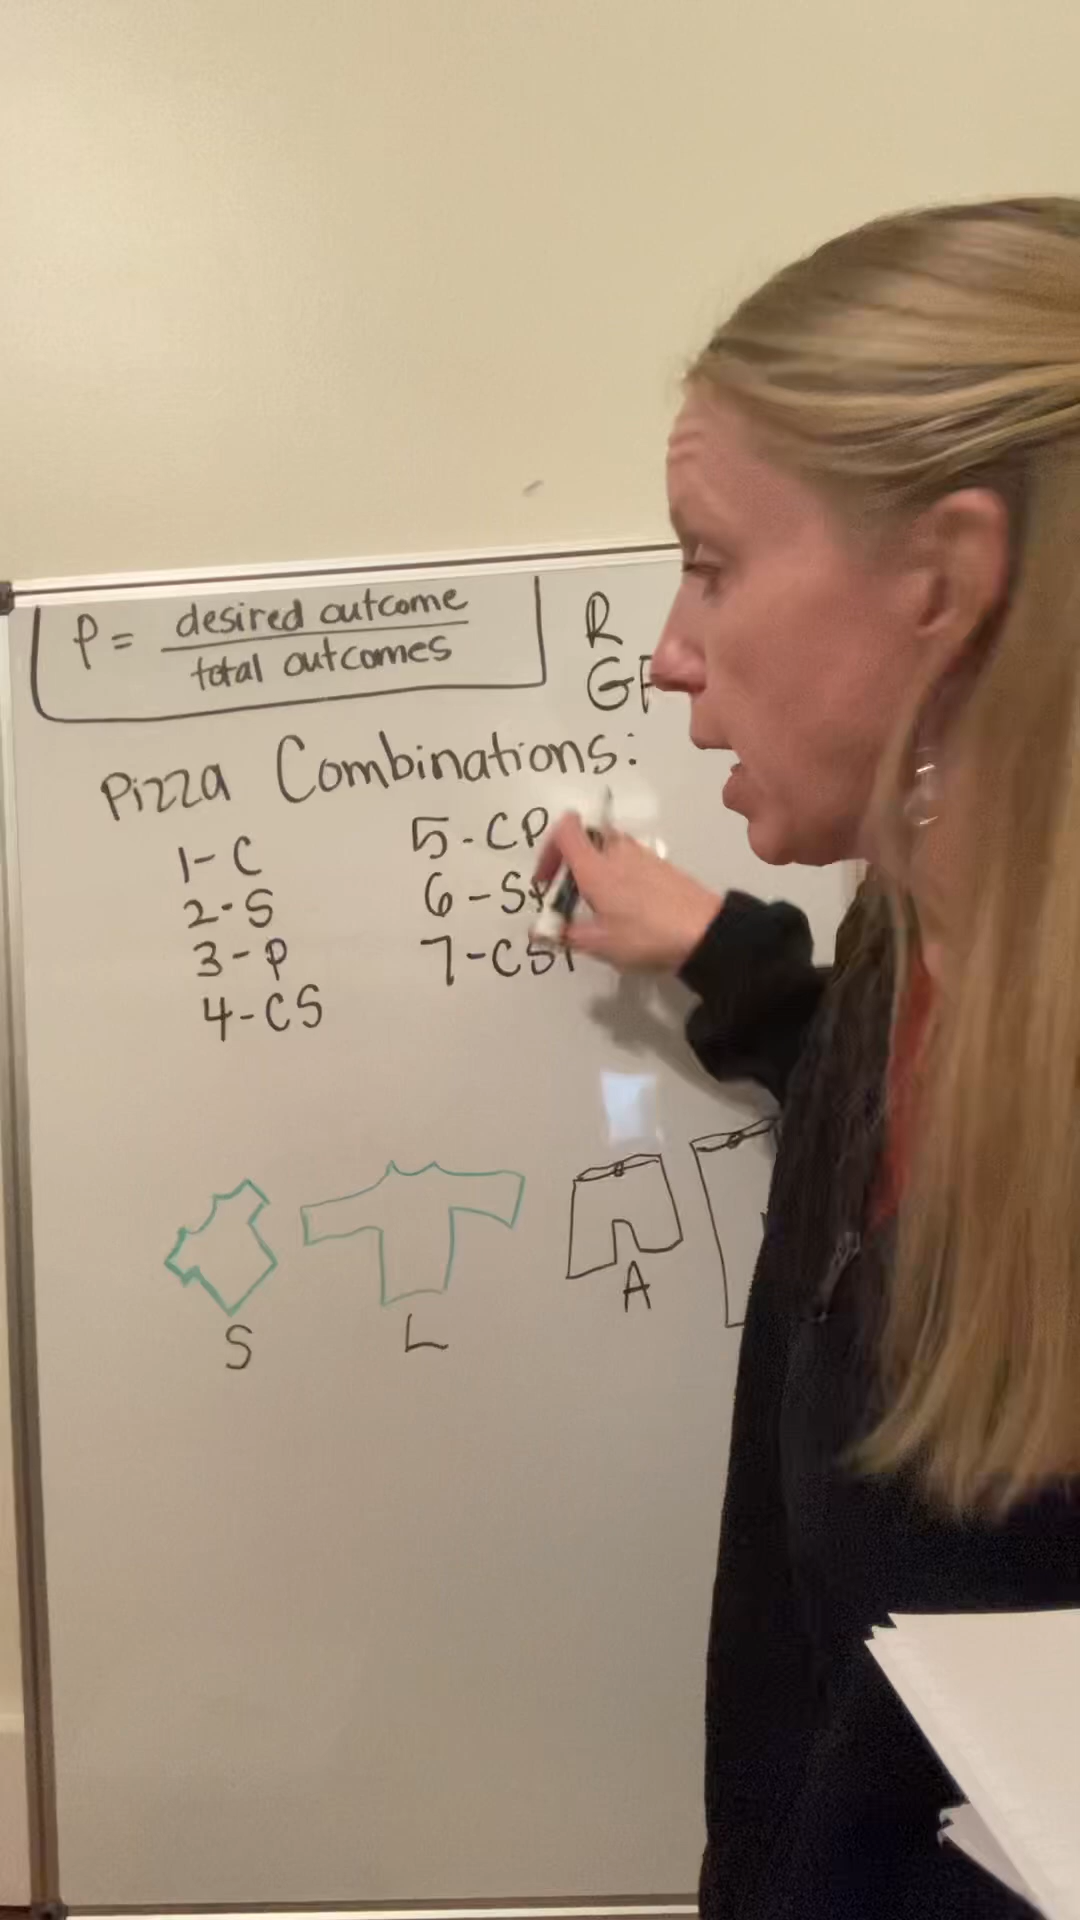 P = desired outcome
total outcomes
R
GF
Pizza Combinations:
1- C
2- S
3 - P
4 - CS
5 - CP
6 - SP
7 - CSP
S
L
A